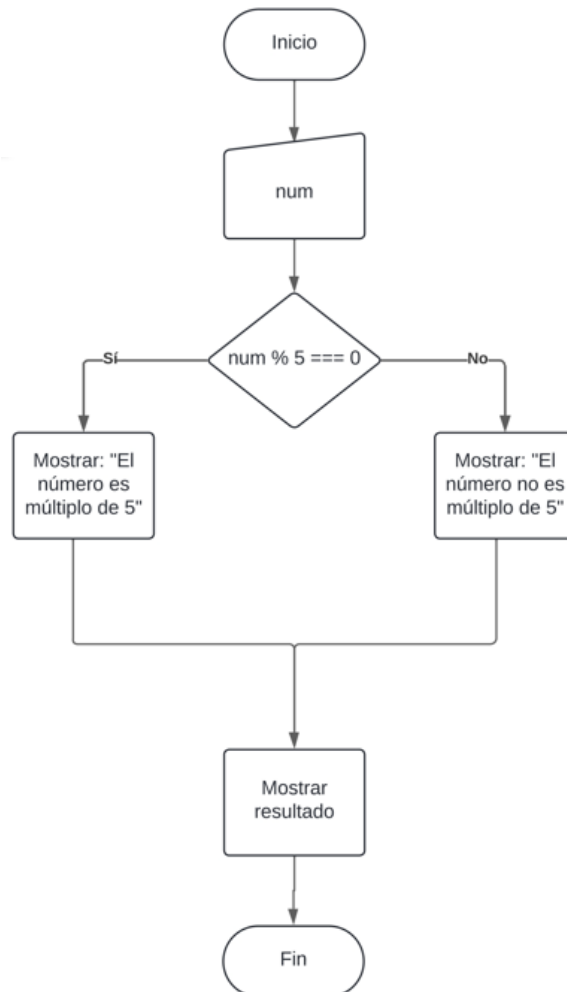 Inicio
num
num % 5 === 0
Sí
No
Mostrar: "El
número es
múltiplo de 5"
Mostrar: "El
número no es
múltiplo de 5"
Mostrar
resultado
Fin